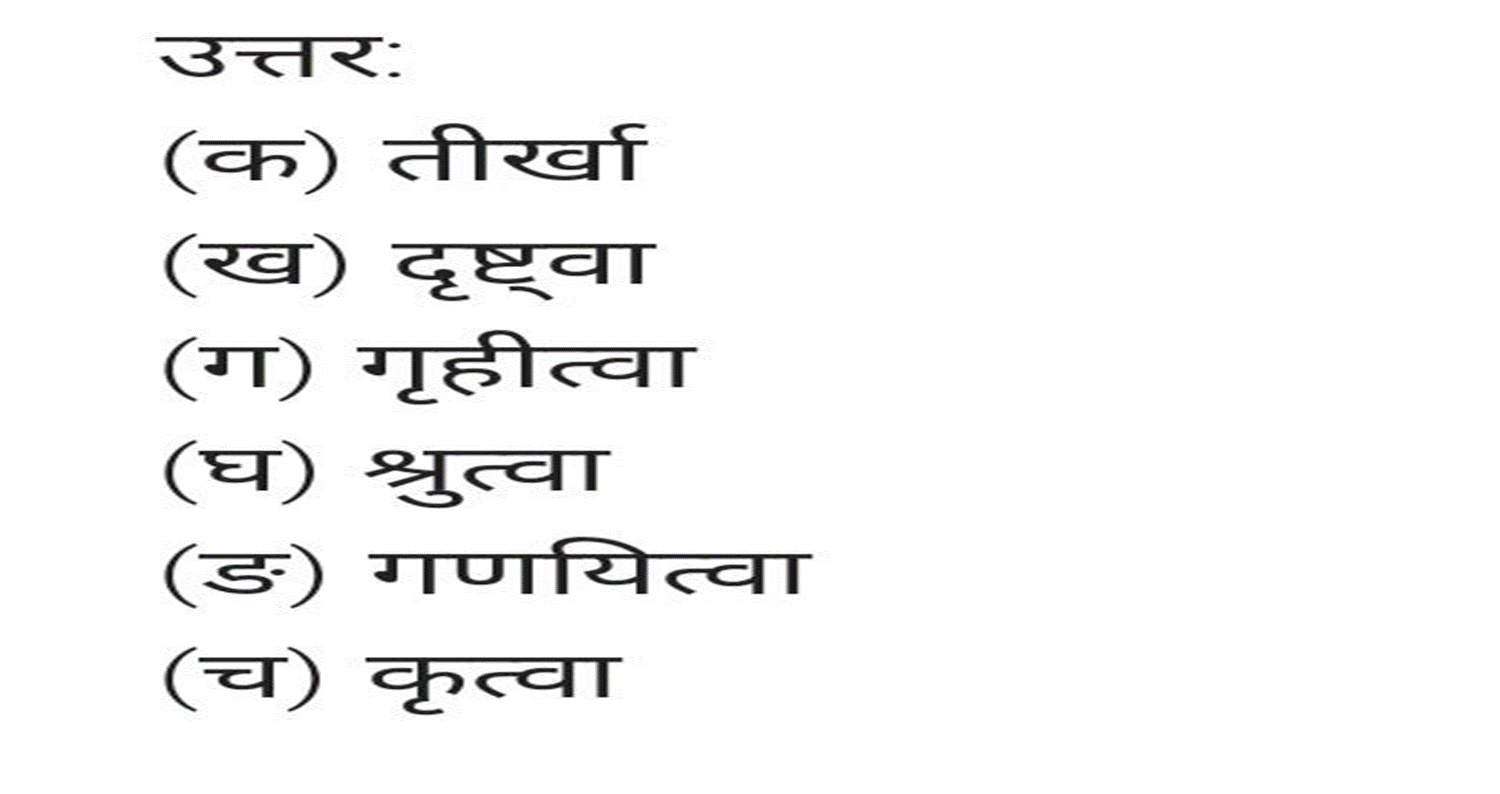 उत्तर:
(क) तीर्खा
(ख) दृष्ट्वा
(ग) गृहीत्वा
(घ) श्रुत्वा
(ङ) गणयित्वा
(च) कृत्वा